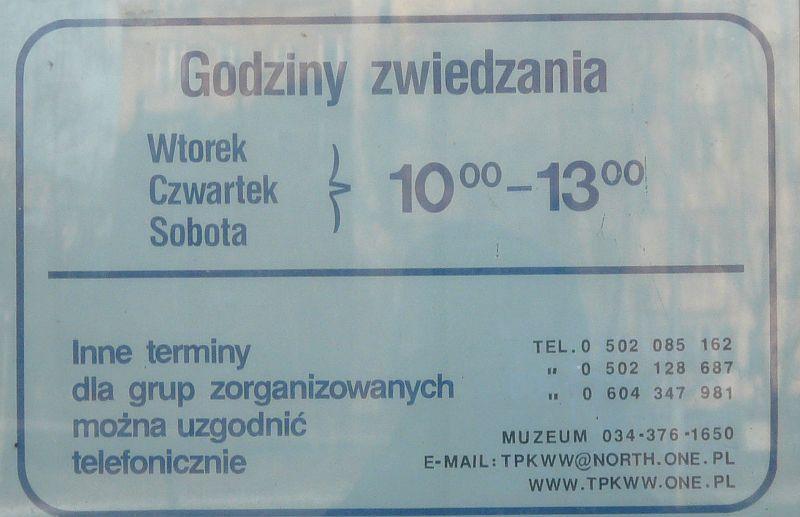 Godziny zwiedzania
Wtorek
Czwartek
Sobota
10⁰⁰–13⁰⁰
Inne terminy
dla grup zorganizowanych
można uzgodnić
telefonicznie
TEL. 0 502 085 162
" 0 502 128 687
" 0 604 347 981
MUZEUM 034-376-1650
E-MAIL: TPKWW@NORTH.ONE.PL
WWW.TPKWW.ONE.PL